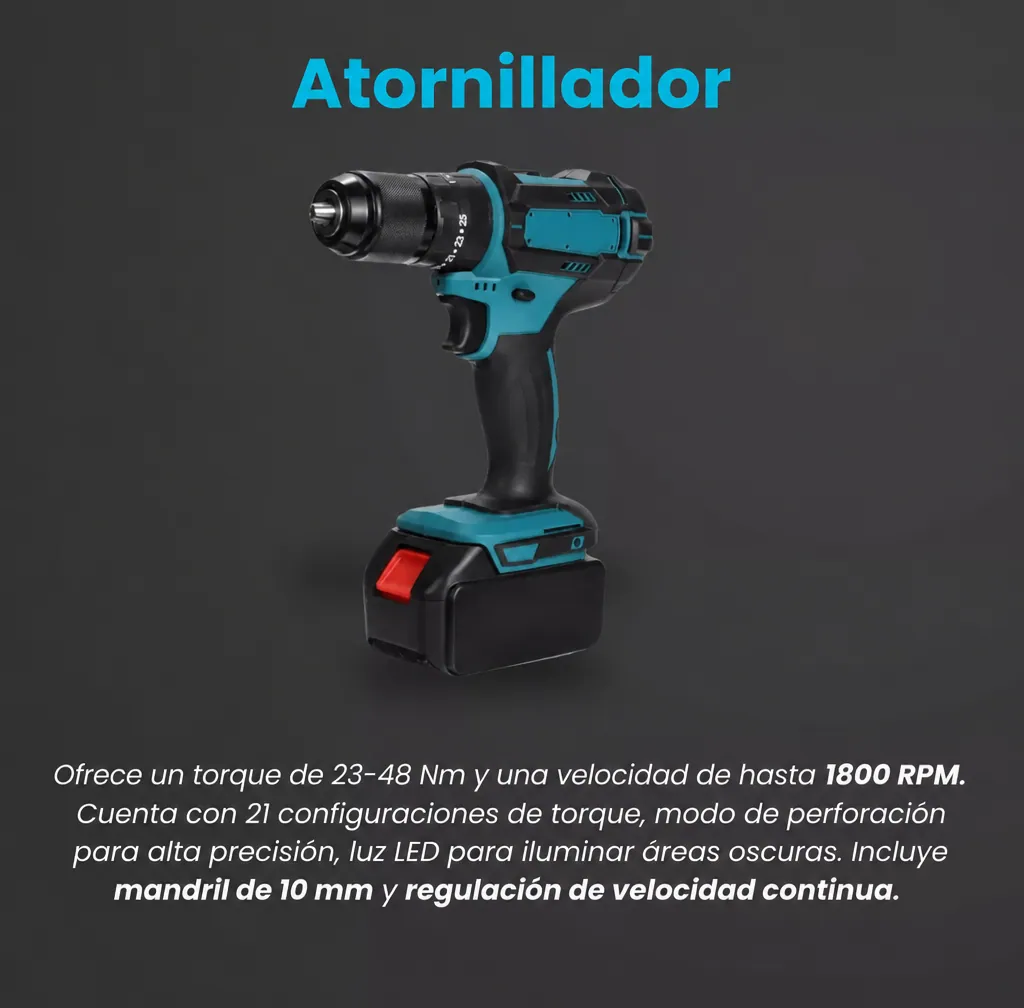 Atornillador
21 • 23 • 25
Ofrece un torque de 23-48 Nm y una velocidad de hasta 1800 RPM.
Cuenta con 21 configuraciones de torque, modo de perforación
para alta precisión, luz LED para iluminar áreas oscuras. Incluye
mandril de 10 mm y regulación de velocidad continua.